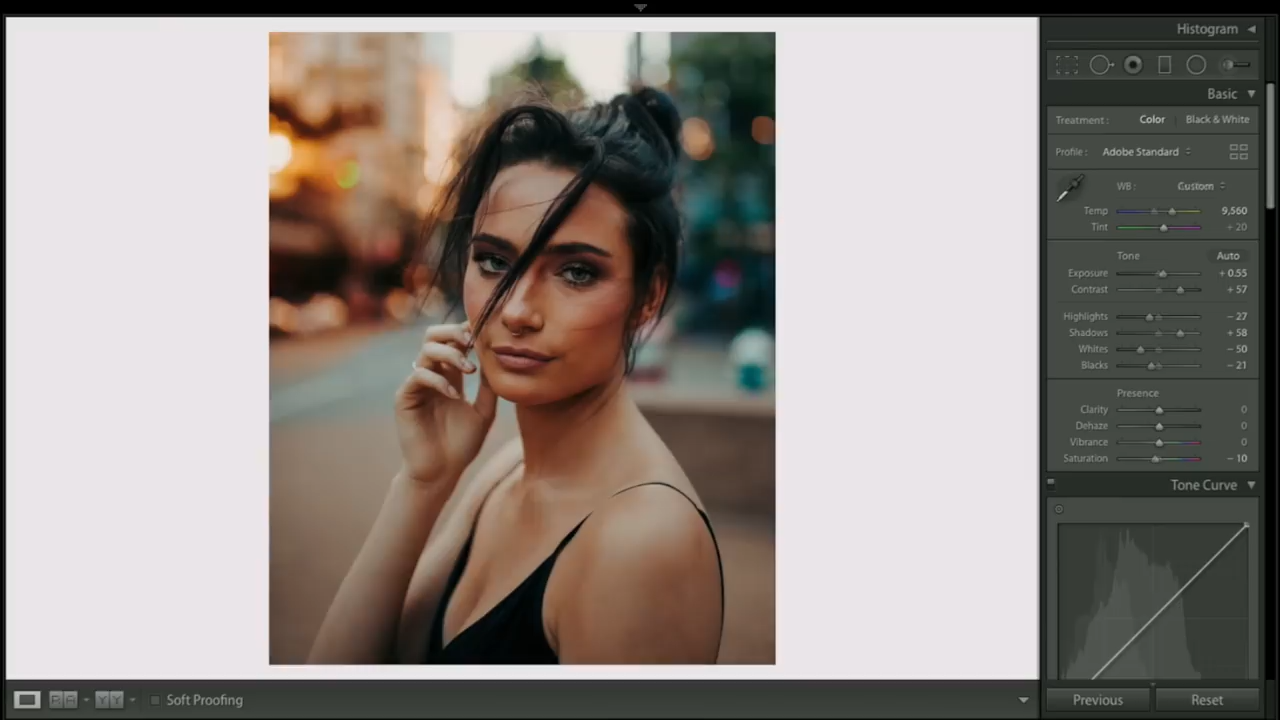 Histogram
Basic
Treatment : Color Black & White
Profile : Adobe Standard
WB : Custom
Temp 9,560
Tint + 20
Tone Auto
Exposure + 0.55
Contrast + 57
Highlights − 27
Shadows + 58
Whites − 50
Blacks − 21
Presence
Clarity 0
Dehaze 0
Vibrance 0
Saturation − 10
Tone Curve
Soft Proofing
Previous Reset